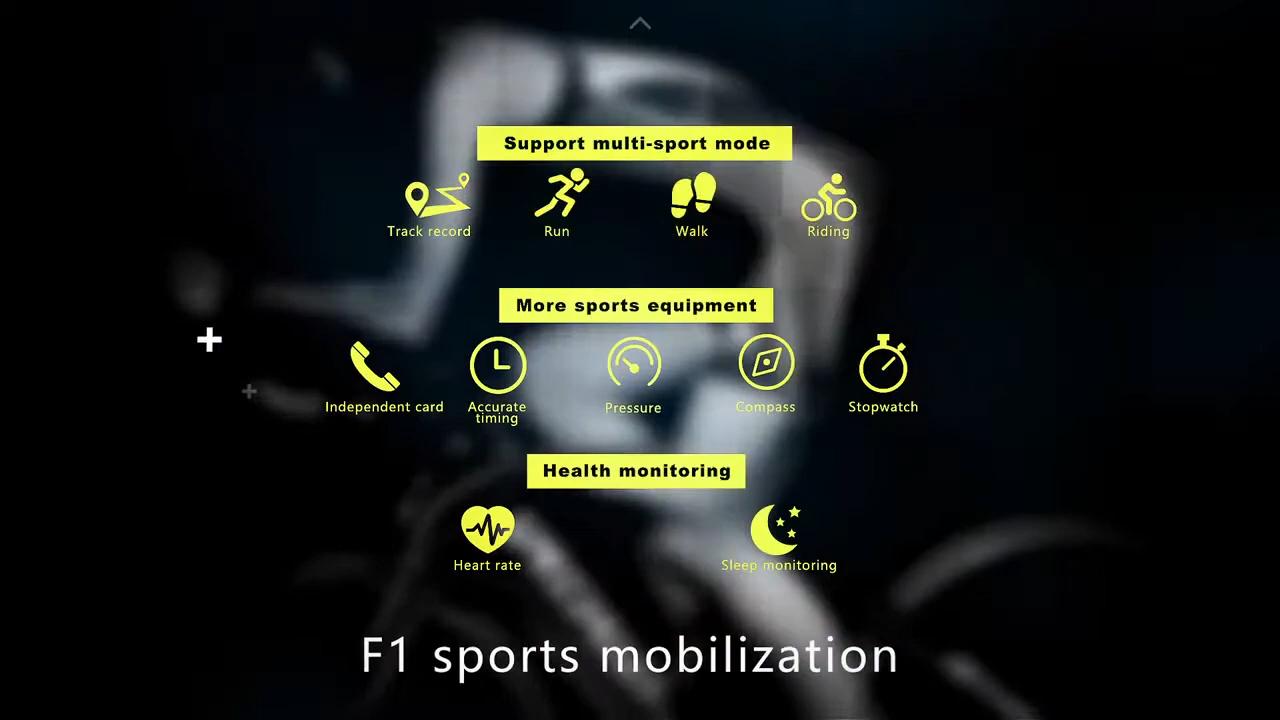 Support multi-sport mode
Track record
Run
Walk
Riding
More sports equipment
Independent card
Accurate
timing
Pressure
Compass
Stopwatch
Health monitoring
Heart rate
Sleep monitoring
F1 sports mobilization